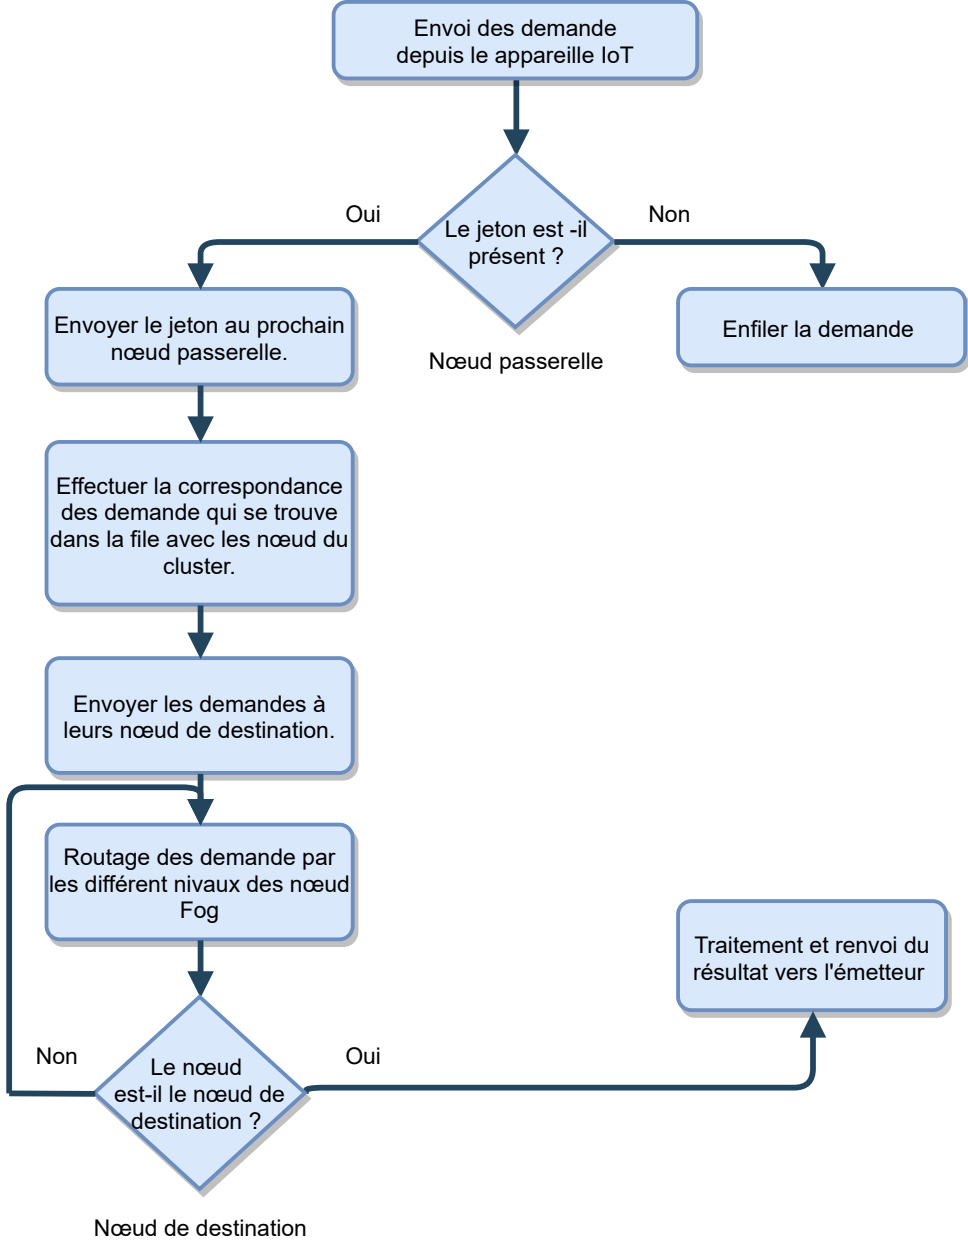 Envoi des demande
depuis le appareille IoT
Oui
Non
Le jeton est -il
présent ?
Envoyer le jeton au prochain
nœud passerelle.
Enfiler la demande
Nœud passerelle
Effectuer la correspondance
des demande qui se trouve
dans la file avec les nœud du
cluster.
Envoyer les demandes à
leurs nœud de destination.
Routage des demande par
les différent nivaux des nœud
Fog
Traitement et renvoi du
résultat vers l'émetteur
Non
Oui
Le nœud
est-il le nœud de
destination ?
Nœud de destination